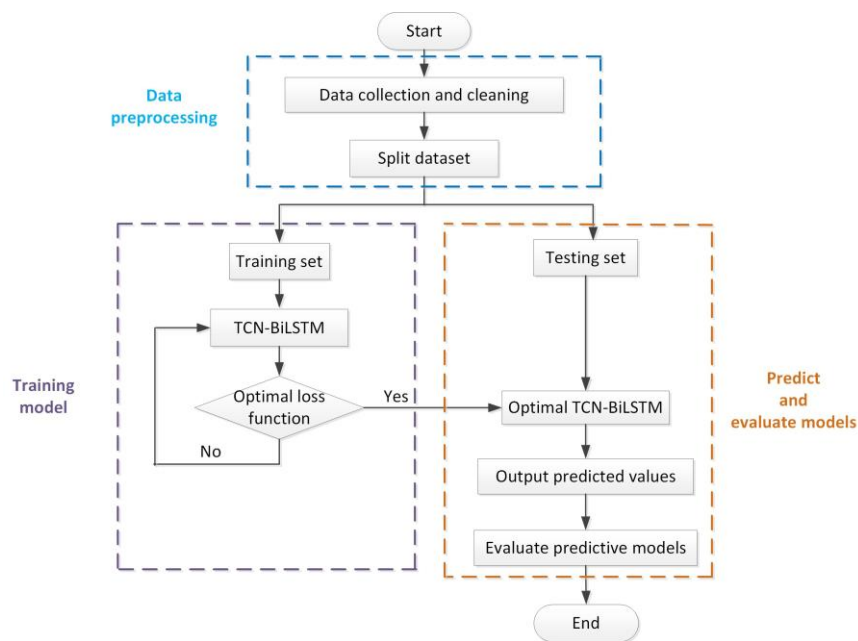 Start
Data
preprocessing
Data collection and cleaning
Split dataset
Training set
Testing set
TCN-BiLSTM
Training
model
Optimal loss
function
Yes
No
Optimal TCN-BiLSTM
Predict
and
evaluate models
Output predicted values
Evaluate predictive models
End